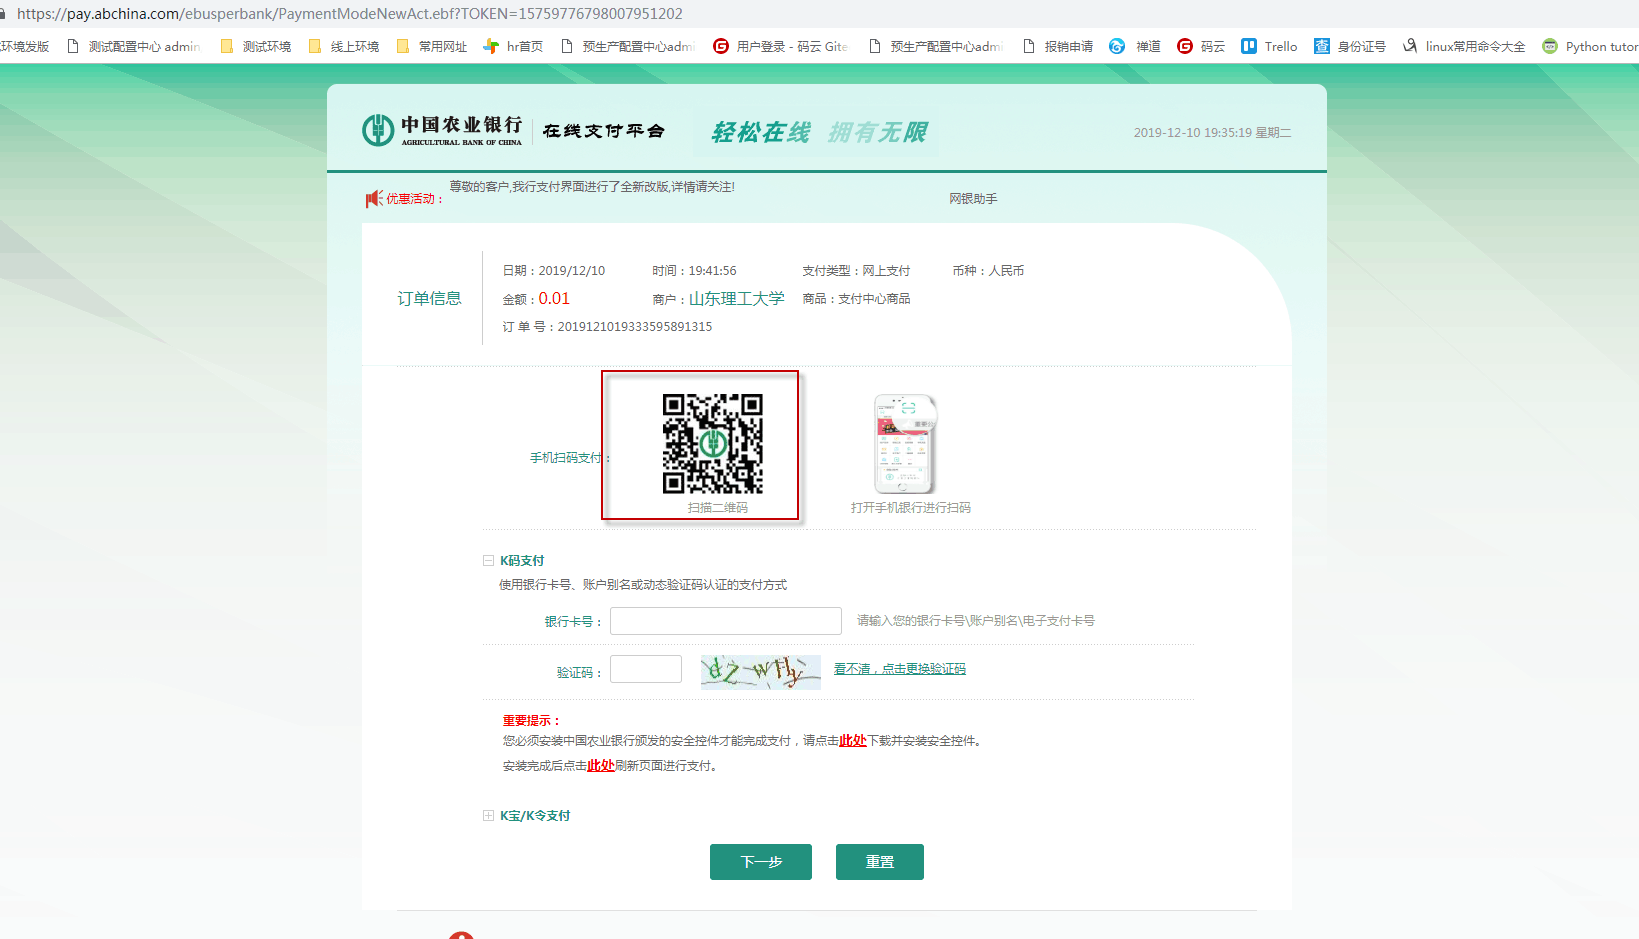 https://pay.abchina.com/ebusperbank/PaymentModeNewAct.ebf?TOKEN=15759776798007951202
环境发版 测试配置中心 admin 测试环境 线上环境 常用网址 hr首页 预生产配置中心adm 用户登录 - 码云 Gite 预生产配置中心adm 报销申请 禅道 码云 Trello 查 身份证号 linux常用命令大全 Python tutor
中国农业银行 在线支付平台 轻松在线 拥有无限
AGRICULTURAL BANK OF CHINA
2019-12-10 19:35:19 星期二
尊敬的客户,我行支付界面进行了全新改版,详情请关注!
优惠活动： 网银助手
日期：2019/12/10 时间：19:41:56 支付类型：网上支付 币种：人民币
订单信息 金额：0.01 商户：山东理工大学 商品：支付中心商品
订 单 号：2019121019333595891315
手机扫码支付：
扫描二维码 打开手机银行进行扫码
K码支付
使用银行卡号、账户别名或动态验证码认证的支付方式
银行卡号： 请输入您的银行卡号\账户别名\电子支付卡号
验证码： dzwfly 看不清，点击更换验证码
重要提示：
您必须安装中国农业银行颁发的安全控件才能完成支付，请点击此处下载并安装安全控件。
安装完成后点击此处刷新页面进行支付。
K宝/K令支付
下一步 重置